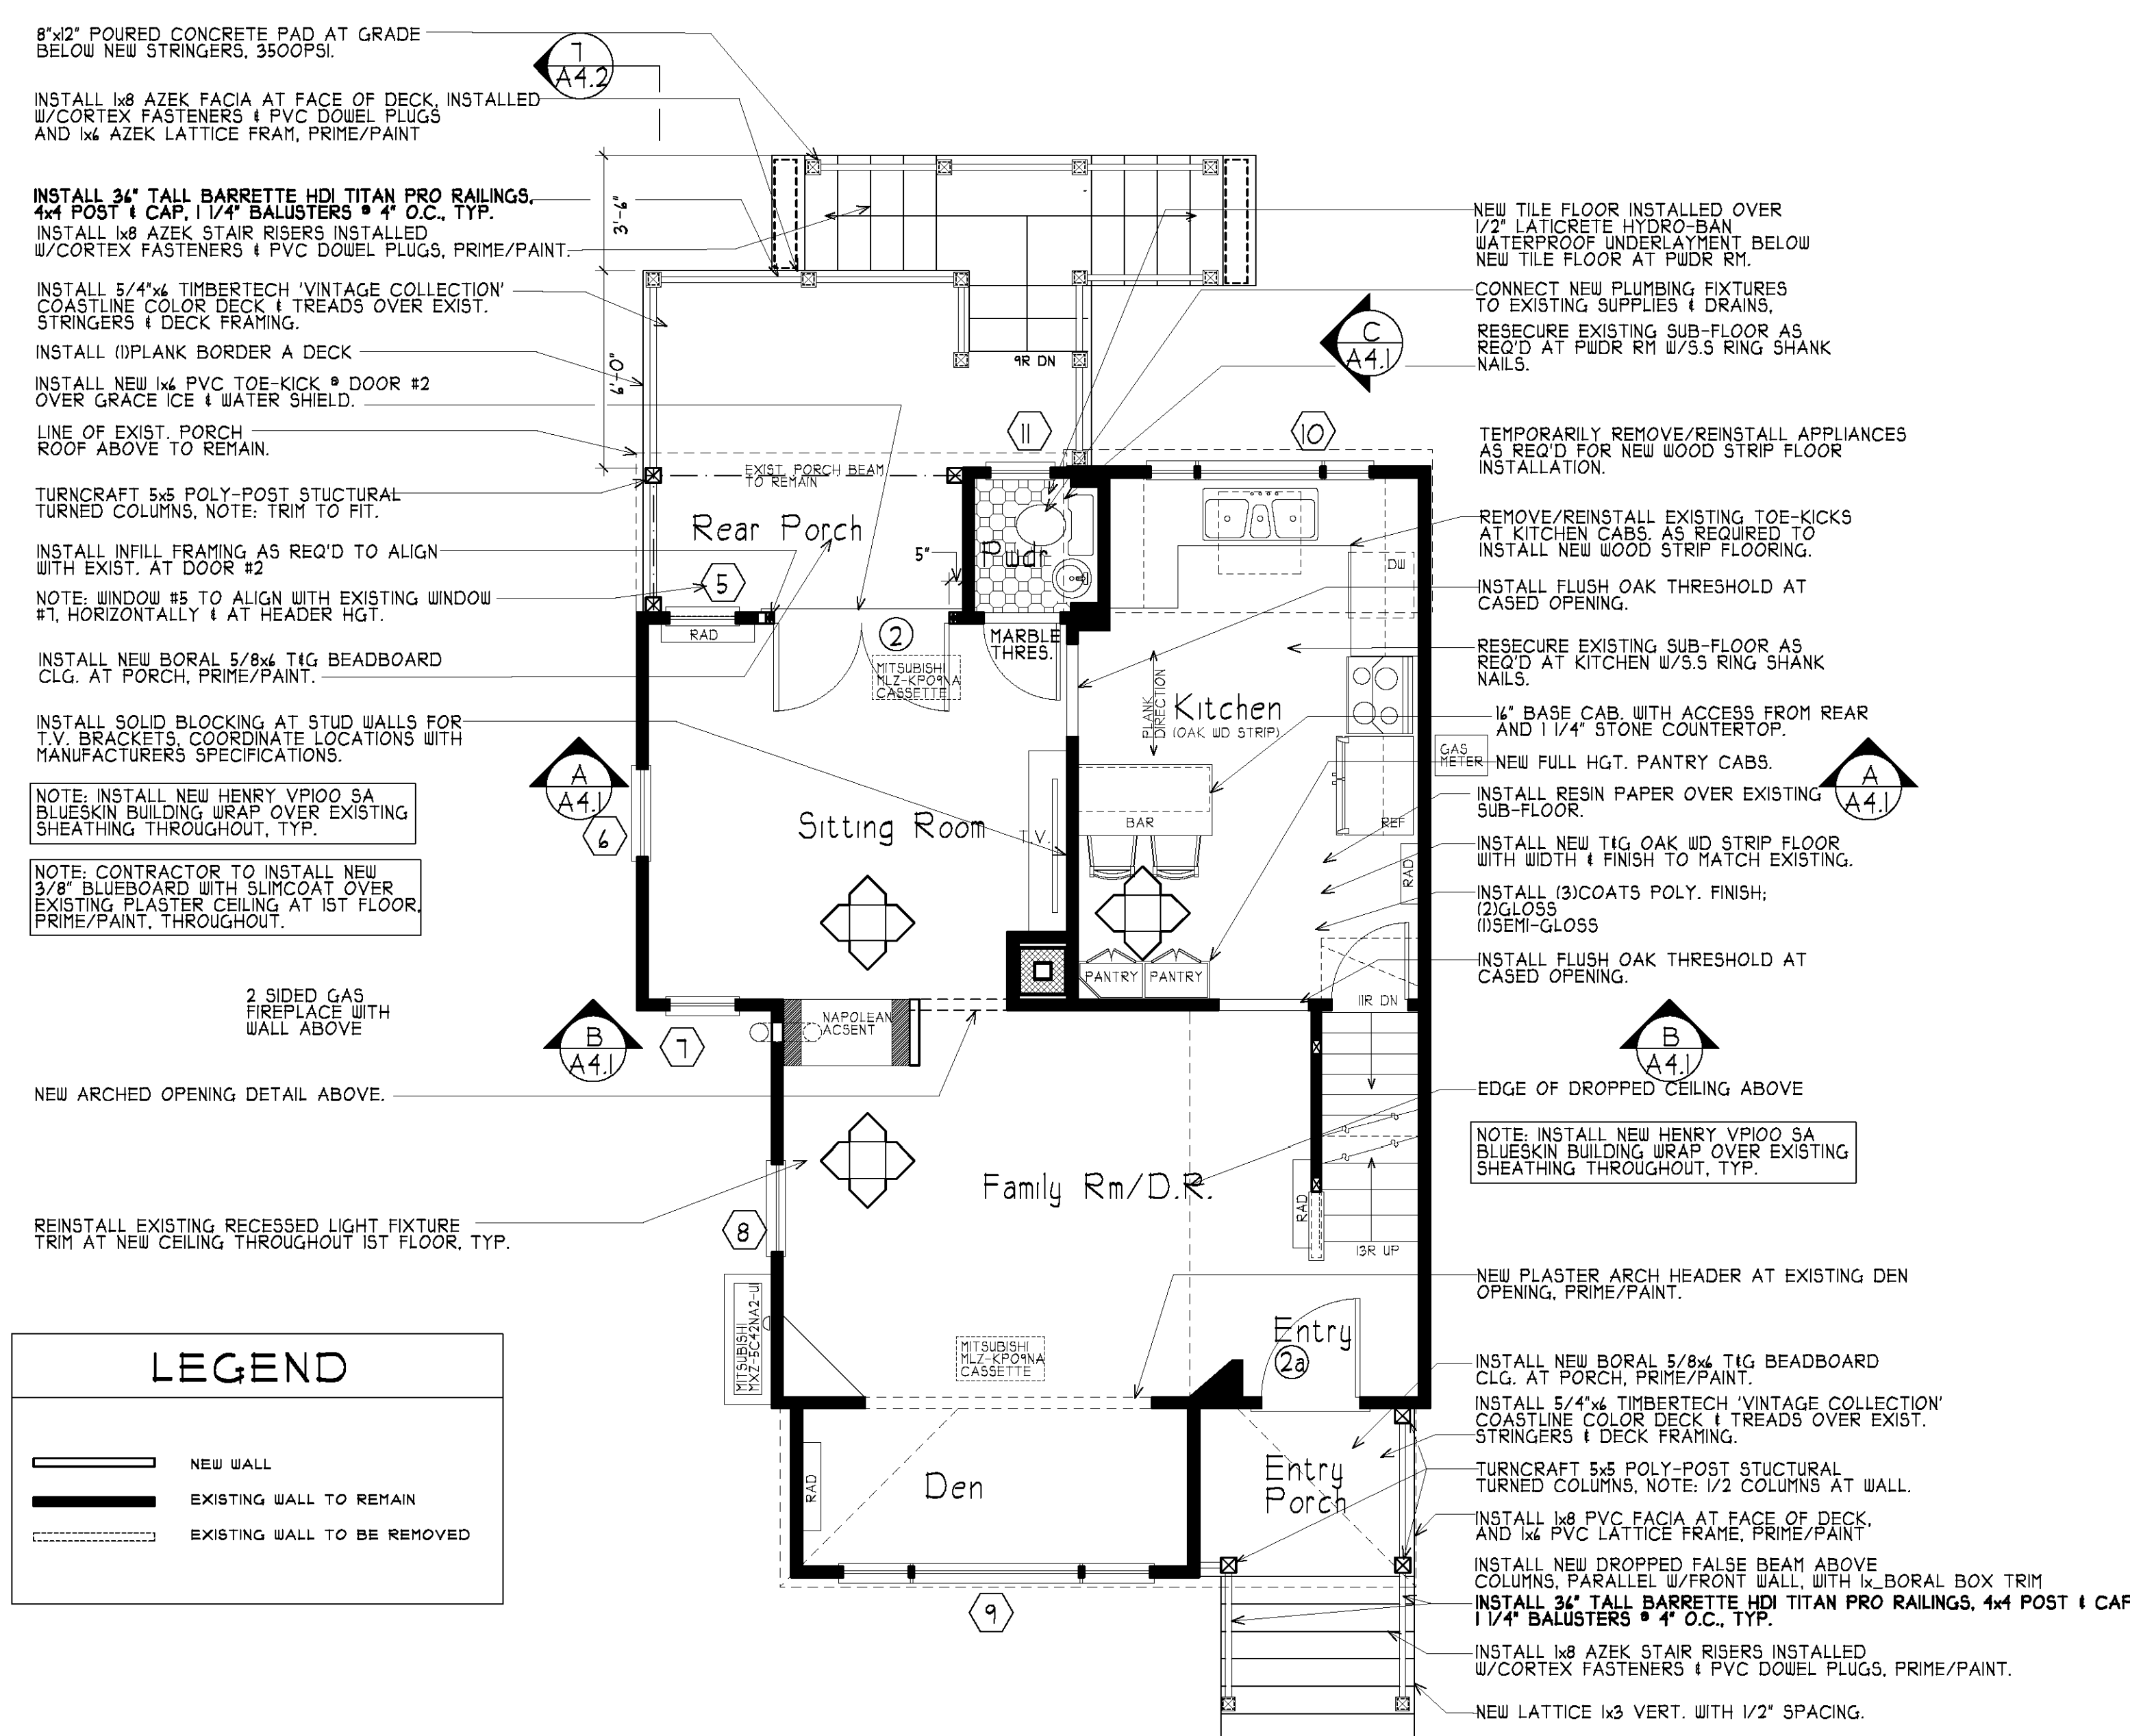 8"x12" POURED CONCRETE PAD AT GRADE
BELOW NEW STRINGERS, 3500PSI.
7
A4.2
INSTALL 1x8 AZEK FACIA AT FACE OF DECK, INSTALLED
W/CORTEX FASTENERS & PVC DOWEL PLUGS
AND 1x6 AZEK LATTICE FRAM, PRIME/PAINT
INSTALL 36" TALL BARRETTE HDI TITAN PRO RAILINGS,
4x4 POST & CAP, 1 1/4" BALUSTERS @ 4" O.C., TYP.
INSTALL 1x8 AZEK STAIR RISERS INSTALLED
W/CORTEX FASTENERS & PVC DOWEL PLUGS, PRIME/PAINT.
INSTALL 5/4"x6 TIMBERTECH 'VINTAGE COLLECTION'
COASTLINE COLOR DECK & TREADS OVER EXIST.
STRINGERS & DECK FRAMING.
INSTALL (1)PLANK BORDER A DECK
INSTALL NEW 1x6 PVC TOE-KICK @ DOOR #2
OVER GRACE ICE & WATER SHIELD.
LINE OF EXIST. PORCH
ROOF ABOVE TO REMAIN.
TURNCRAFT 5x5 POLY-POST STUCTURAL
TURNED COLUMNS, NOTE: TRIM TO FIT.
INSTALL INFILL FRAMING AS REQ'D TO ALIGN
WITH EXIST. AT DOOR #2
NOTE: WINDOW #5 TO ALIGN WITH EXISTING WINDOW
#7, HORIZONTALLY & AT HEADER HGT.
INSTALL NEW BORAL 5/8x6 T&G BEADBOARD
CLG. AT PORCH, PRIME/PAINT.
INSTALL SOLID BLOCKING AT STUD WALLS FOR
T.V. BRACKETS, COORDINATE LOCATIONS WITH
MANUFACTURERS SPECIFICATIONS.
NOTE: INSTALL NEW HENRY VP100 SA
BLUESKIN BUILDING WRAP OVER EXISTING
SHEATHING THROUGHOUT, TYP.
NOTE: CONTRACTOR TO INSTALL NEW
3/8" BLUEBOARD WITH SLIMCOAT OVER
EXISTING PLASTER CEILING AT 1ST FLOOR,
PRIME/PAINT, THROUGHOUT.
2 SIDED GAS
FIREPLACE WITH
WALL ABOVE
NEW ARCHED OPENING DETAIL ABOVE.
REINSTALL EXISTING RECESSED LIGHT FIXTURE
TRIM AT NEW CEILING THROUGHOUT 1ST FLOOR, TYP.
LEGEND
NEW WALL
EXISTING WALL TO REMAIN
EXISTING WALL TO BE REMOVED
3'-6"
6'-0"
9R DN
11
10
EXIST. PORCH BEAM
TO REMAIN
Rear Porch
5"
Pwdr
DW
5
RAD
2
MARBLE
THRES.
MITSUBISHI
MLZ-KP09NA
CASSETTE
PLANK
DIRECTION
Kitchen
(OAK WD STRIP)
GAS
METER
A
A4.1
6
Sitting Room
T.V.
BAR
REF
RAD
PANTRY
PANTRY
11R DN
B
A4.1
7
NAPOLEAN
ACSENT
Family Rm/D.R.
RAD
8
13R UP
MITSUBISHI
MXZ-5C42NA2-U1
MITSUBISHI
MLZ-KP09NA
CASSETTE
Entry
2a
RAD
Den
Entry
Porch
9
C
A4.1
NEW TILE FLOOR INSTALLED OVER
1/2" LATICRETE HYDRO-BAN
WATERPROOF UNDERLAYMENT BELOW
NEW TILE FLOOR AT PWDR RM.
CONNECT NEW PLUMBING FIXTURES
TO EXISTING SUPPLIES & DRAINS,
RESECURE EXISTING SUB-FLOOR AS
REQ'D AT PWDR RM W/S.S RING SHANK
NAILS.
TEMPORARILY REMOVE/REINSTALL APPLIANCES
AS REQ'D FOR NEW WOOD STRIP FLOOR
INSTALLATION.
REMOVE/REINSTALL EXISTING TOE-KICKS
AT KITCHEN CABS. AS REQUIRED TO
INSTALL NEW WOOD STRIP FLOORING.
INSTALL FLUSH OAK THRESHOLD AT
CASED OPENING.
RESECURE EXISTING SUB-FLOOR AS
REQ'D AT KITCHEN W/S.S RING SHANK
NAILS.
16" BASE CAB. WITH ACCESS FROM REAR
AND 1 1/4" STONE COUNTERTOP.
NEW FULL HGT. PANTRY CABS.
A
A4.1
INSTALL RESIN PAPER OVER EXISTING
SUB-FLOOR.
INSTALL NEW T&G OAK WD STRIP FLOOR
WITH WIDTH & FINISH TO MATCH EXISTING.
INSTALL (3)COATS POLY. FINISH;
(2)GLOSS
(1)SEMI-GLOSS
INSTALL FLUSH OAK THRESHOLD AT
CASED OPENING.
B
A4.1
EDGE OF DROPPED CEILING ABOVE
NOTE: INSTALL NEW HENRY VP100 SA
BLUESKIN BUILDING WRAP OVER EXISTING
SHEATHING THROUGHOUT, TYP.
NEW PLASTER ARCH HEADER AT EXISTING DEN
OPENING, PRIME/PAINT.
INSTALL NEW BORAL 5/8x6 T&G BEADBOARD
CLG. AT PORCH, PRIME/PAINT.
INSTALL 5/4"x6 TIMBERTECH 'VINTAGE COLLECTION'
COASTLINE COLOR DECK & TREADS OVER EXIST.
STRINGERS & DECK FRAMING.
TURNCRAFT 5x5 POLY-POST STUCTURAL
TURNED COLUMNS, NOTE: 1/2 COLUMNS AT WALL.
INSTALL 1x8 PVC FACIA AT FACE OF DECK,
AND 1x6 PVC LATTICE FRAME, PRIME/PAINT
INSTALL NEW DROPPED FALSE BEAM ABOVE
COLUMNS, PARALLEL W/FRONT WALL, WITH 1x_BORAL BOX TRIM
INSTALL 36" TALL BARRETTE HDI TITAN PRO RAILINGS, 4x4 POST & CAP
1 1/4" BALUSTERS @ 4" O.C., TYP.
INSTALL 1x8 AZEK STAIR RISERS INSTALLED
W/CORTEX FASTENERS & PVC DOWEL PLUGS, PRIME/PAINT.
NEW LATTICE 1x3 VERT. WITH 1/2" SPACING.